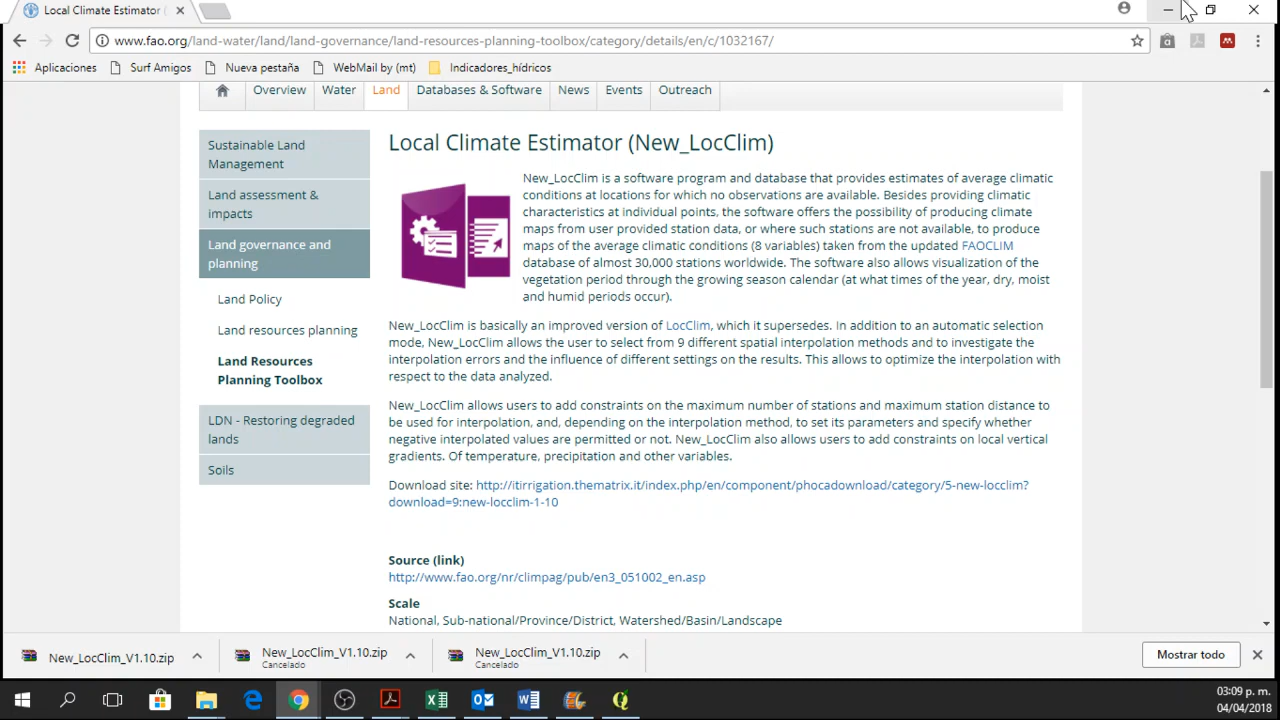 Local Climate Estimator (
www.fao.org/land-water/land/land-governance/land-resources-planning-toolbox/category/details/en/c/1032167/
Aplicaciones Surf Amigos Nueva pestaña WebMail by (mt) Indicadores_hídricos
Overview Water Land Databases & Software News Events Outreach
Sustainable Land
Management
Land assessment &
impacts
Land governance and
planning
Land Policy
Land resources planning
Land Resources
Planning Toolbox
LDN - Restoring degraded
lands
Soils
Local Climate Estimator (New_LocClim)
New_LocClim is a software program and database that provides estimates of average climatic
conditions at locations for which no observations are available. Besides providing climatic
characteristics at individual points, the software offers the possibility of producing climate
maps from user provided station data, or where such stations are not available, to produce
maps of the average climatic conditions (8 variables) taken from the updated FAOCLIM
database of almost 30,000 stations worldwide. The software also allows visualization of the
vegetation period through the growing season calendar (at what times of the year, dry, moist
and humid periods occur).
New_LocClim is basically an improved version of LocClim, which it supersedes. In addition to an automatic selection
mode, New_LocClim allows the user to select from 9 different spatial interpolation methods and to investigate the
interpolation errors and the influence of different settings on the results. This allows to optimize the interpolation with
respect to the data analyzed.
New_LocClim allows users to add constraints on the maximum number of stations and maximum station distance to
be used for interpolation, and, depending on the interpolation method, to set its parameters and specify whether
negative interpolated values are permitted or not. New_LocClim also allows users to add constraints on local vertical
gradients. Of temperature, precipitation and other variables.
Download site: http://itirrigation.thematrix.it/index.php/en/component/phocadownload/category/5-new-locclim?
download=9:new-locclim-1-10
Source (link)
http://www.fao.org/nr/climpag/pub/en3_051002_en.asp
Scale
National, Sub-national/Province/District, Watershed/Basin/Landscape
New_LocClim_V1.10.zip
New_LocClim_V1.10.zip
Cancelado
New_LocClim_V1.10.zip
Cancelado
Mostrar todo
03:09 p. m.
04/04/2018